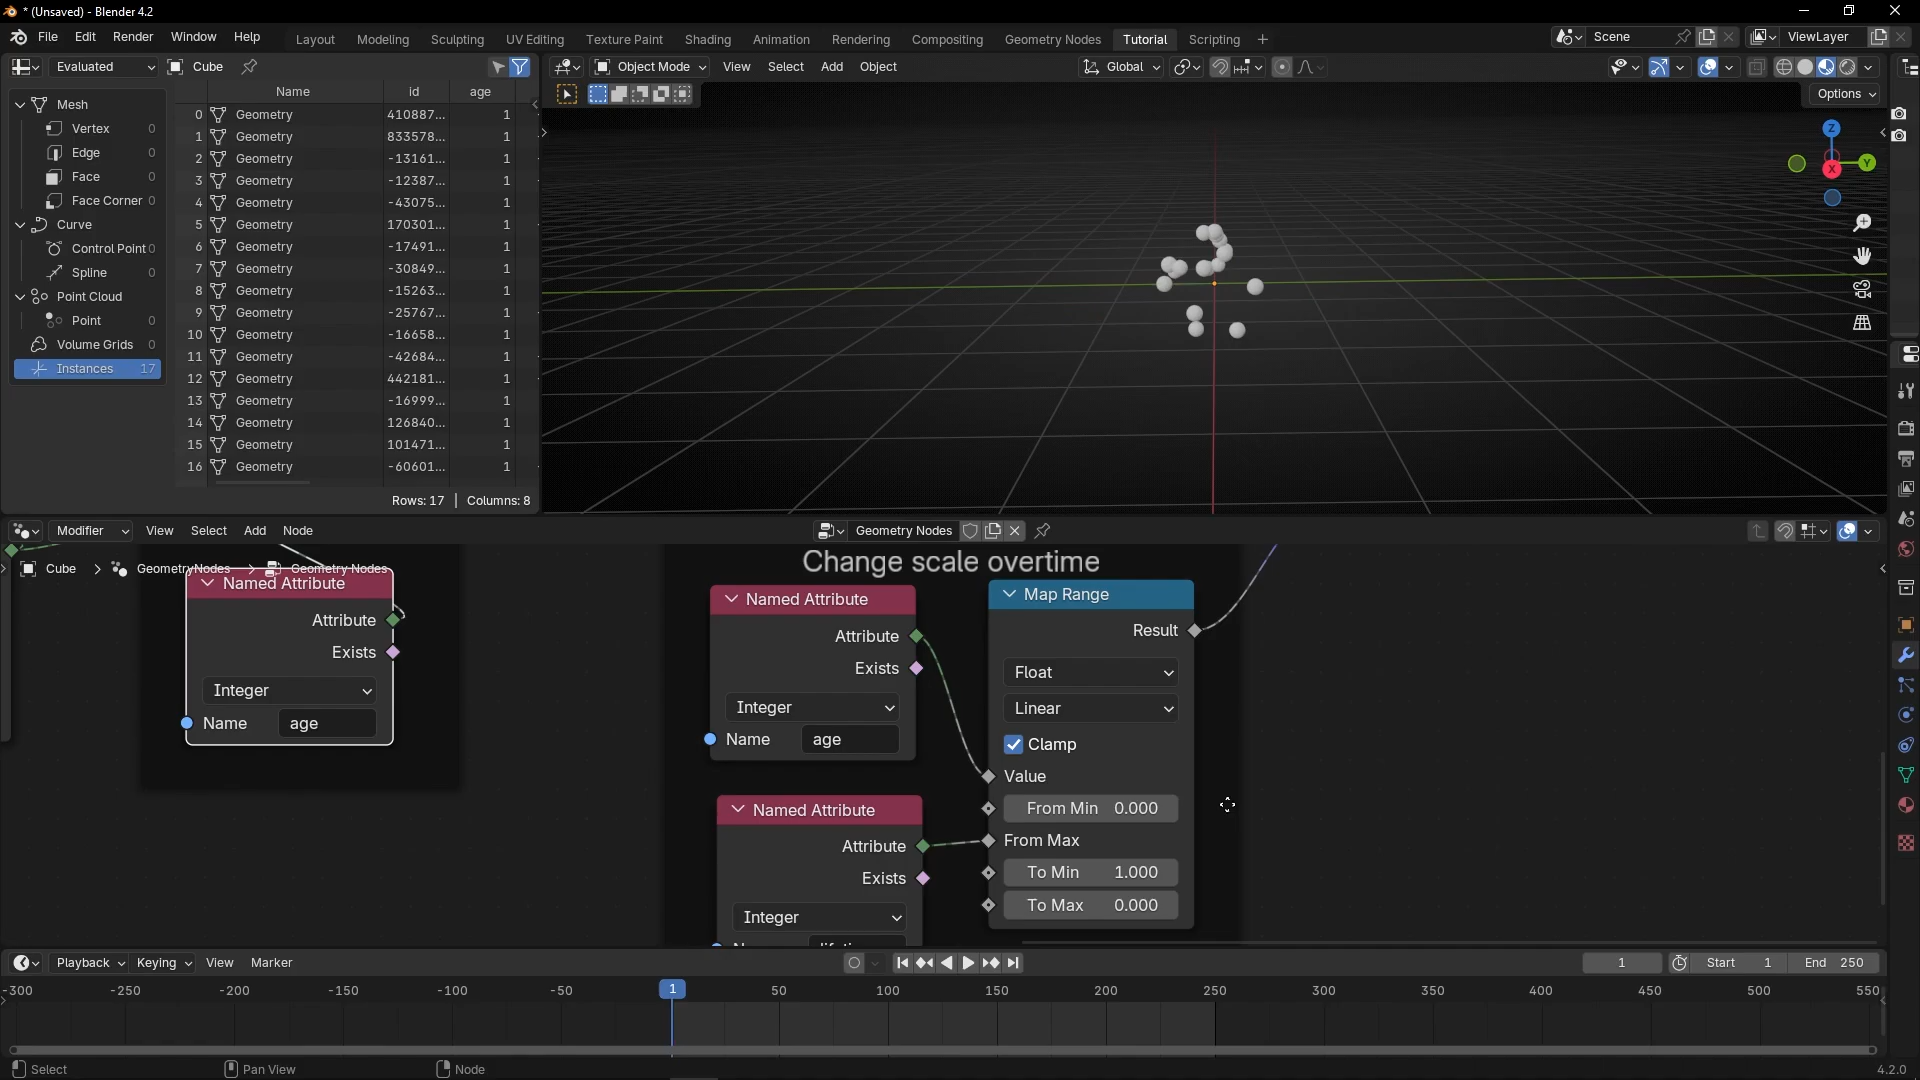 * (Unsaved) - Blender 4.2
File Edit Render Window Help Layout Modeling Sculpting UV Editing Texture Paint Shading Animation Rendering Compositing Geometry Nodes Tutorial Scripting + Scene ViewLayer
Evaluated Cube
Object Mode View Select Add Object Global
Options
Name id age
Mesh
Vertex 0
Edge 0
Face 0
Face Corner 0
Curve
Control Point 0
Spline 0
Point Cloud
Point 0
Volume Grids 0
Instances 17
0 Geometry 410887... 1
1 Geometry 833578... 1
2 Geometry -13161... 1
3 Geometry -12387... 1
4 Geometry -43075... 1
5 Geometry 170301... 1
6 Geometry -17491... 1
7 Geometry -30849... 1
8 Geometry -15263... 1
9 Geometry -25767... 1
10 Geometry -16658... 1
11 Geometry -42684... 1
12 Geometry 442181... 1
13 Geometry -16999... 1
14 Geometry 126840... 1
15 Geometry 101471... 1
16 Geometry -60601... 1
Rows: 17 | Columns: 8
Z
Y
X
Modifier View Select Add Node Geometry Nodes
Cube > GeometryNodes > Geometry Nodes
Named Attribute
Attribute
Exists
Integer
Name age
Change scale overtime
Named Attribute
Attribute
Exists
Integer
Name age
Named Attribute
Attribute
Exists
Integer
Map Range
Result
Float
Linear
Clamp
Value
From Min 0.000
From Max
To Min 1.000
To Max 0.000
Playback Keying View Marker 1 Start 1 End 250
-300 -250 -200 -150 -100 -50 1 50 100 150 200 250 300 350 400 450 500 550
Select Pan View Node 4.2.0